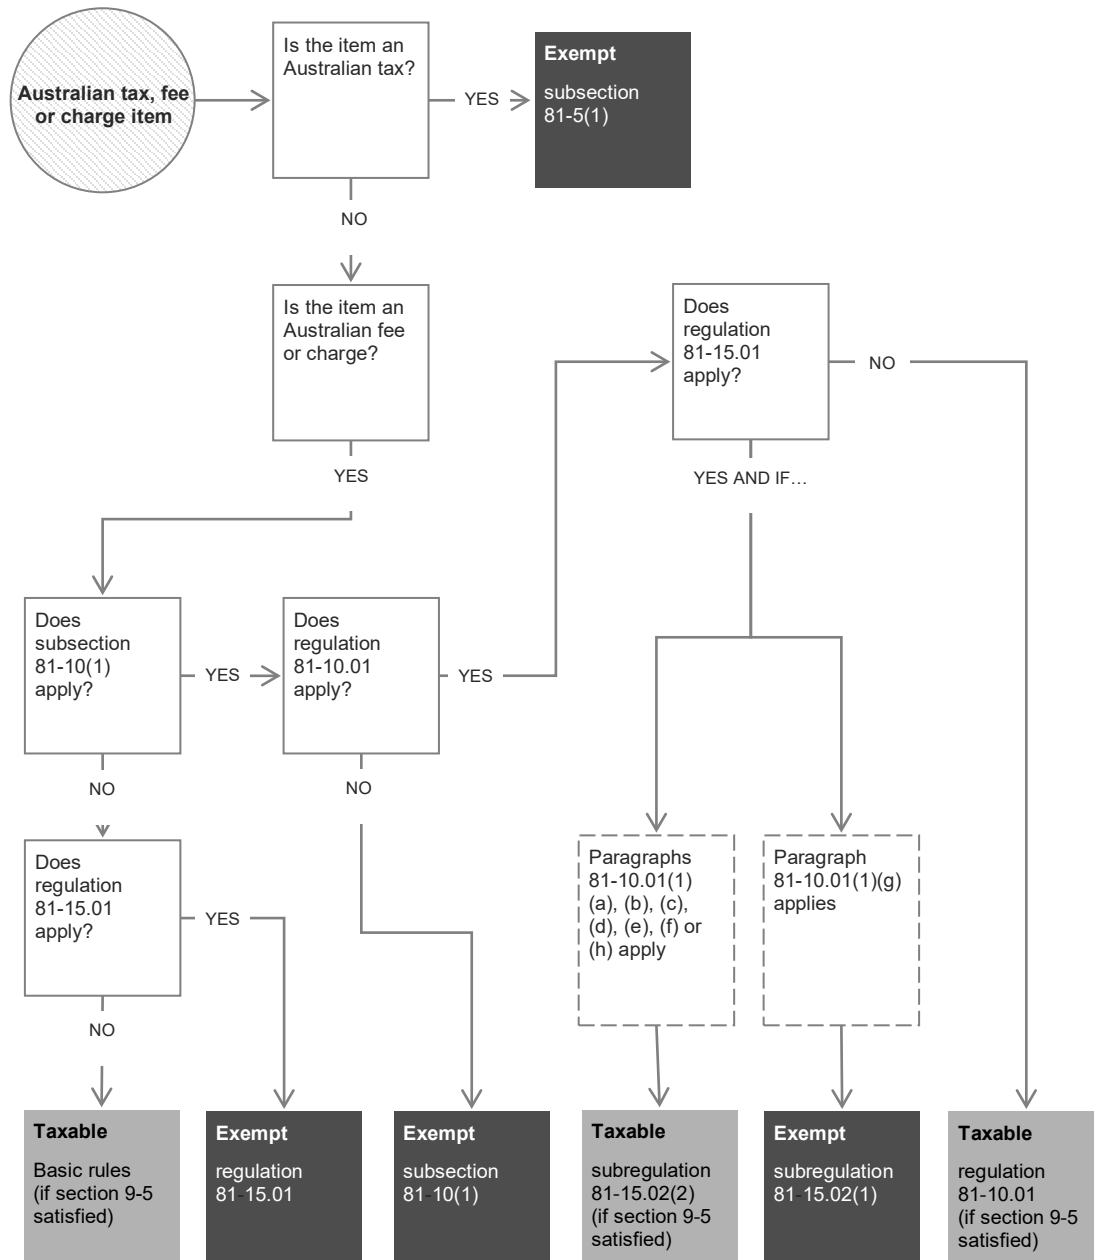 Australian tax, fee
or charge item
Is the item an
Australian tax?
YES
Exempt
subsection
81-5(1)
NO
Is the item an
Australian fee
or charge?
YES
Does
regulation
81-15.01
apply?
NO
YES AND IF…
Does
subsection
81-10(1)
apply?
YES
Does
regulation
81-10.01
apply?
YES
NO
NO
Does
regulation
81-15.01
apply?
YES
NO
Paragraphs
81-10.01(1)
(a), (b), (c),
(d), (e), (f) or
(h) apply
Paragraph
81-10.01(1)(g)
applies
Taxable
Basic rules
(if section 9-5
satisfied)
Exempt
regulation
81-15.01
Exempt
subsection
81-10(1)
Taxable
subregulation
81-15.02(2)
(if section 9-5
satisfied)
Exempt
subregulation
81-15.02(1)
Taxable
regulation
81-10.01
(if section 9-5
satisfied)